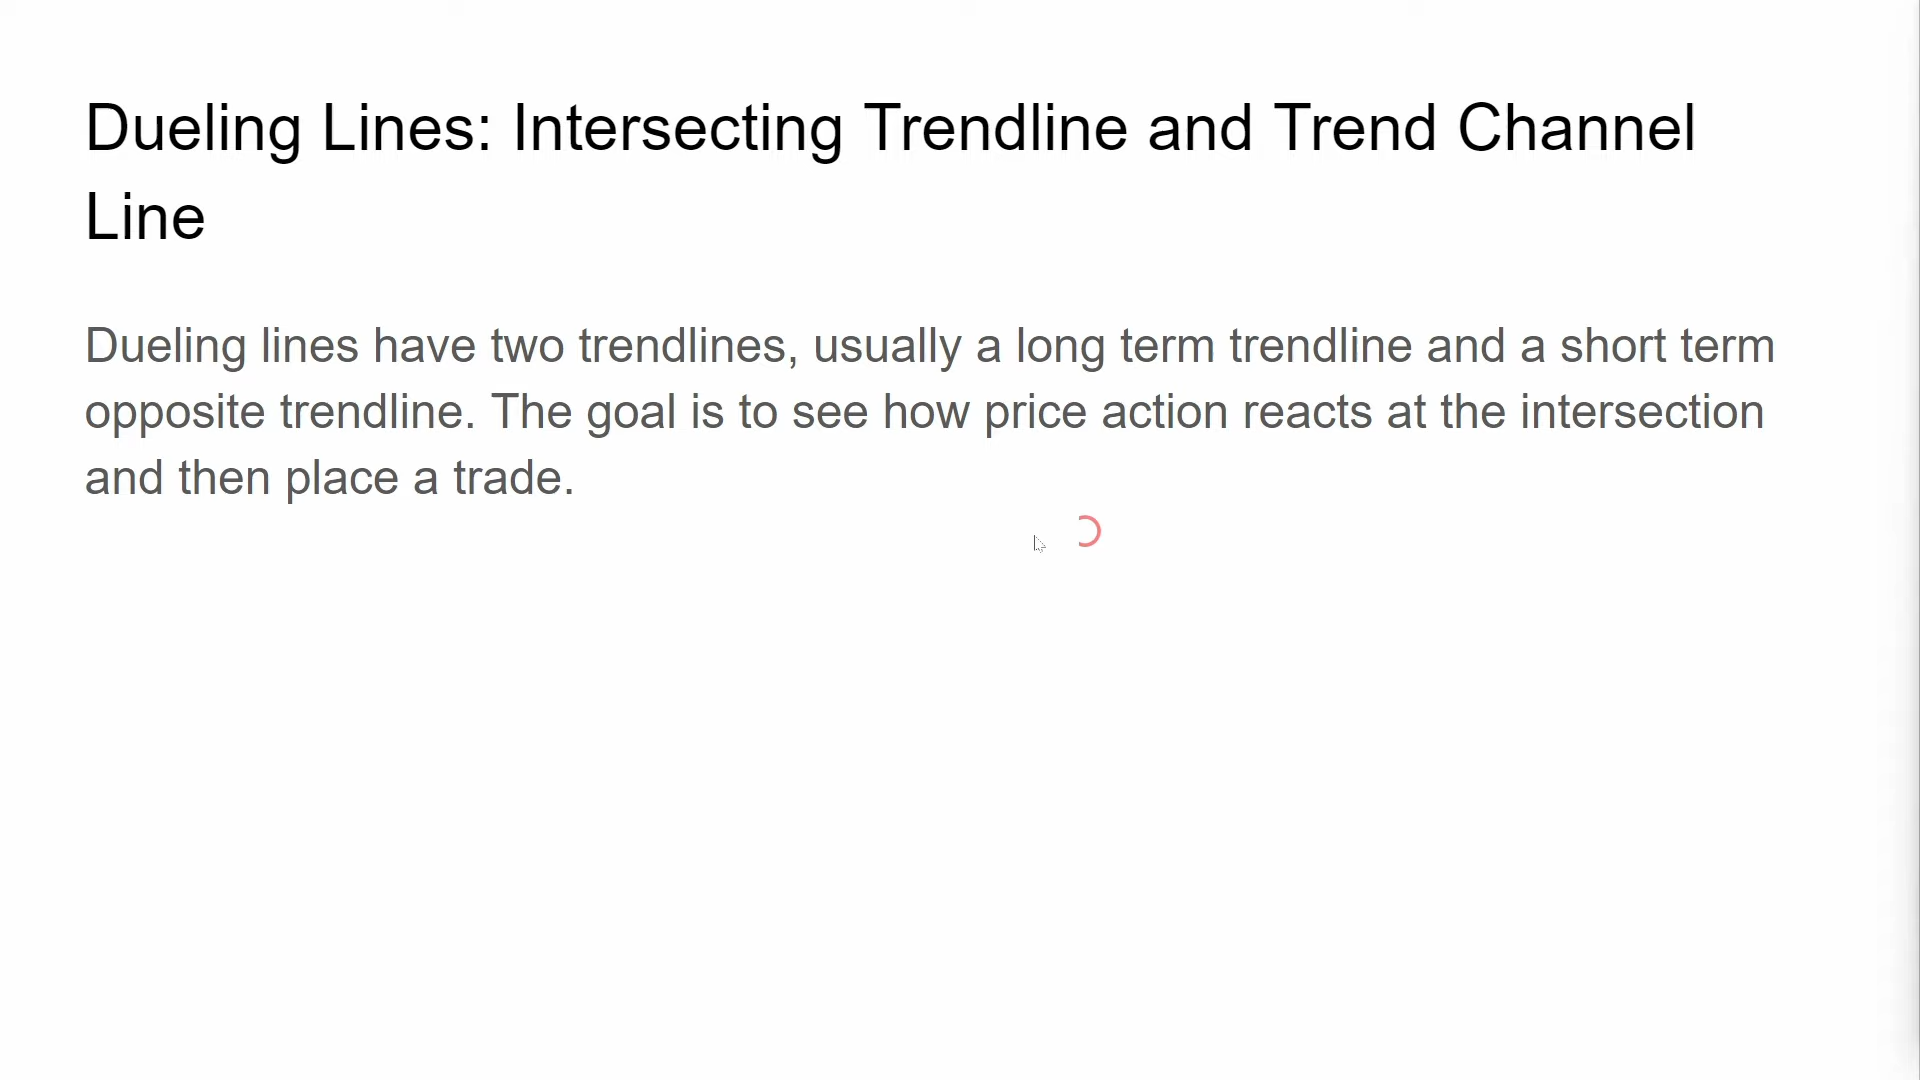 Dueling Lines: Intersecting Trendline and Trend Channel
Line
Dueling lines have two trendlines, usually a long term trendline and a short term
opposite trendline. The goal is to see how price action reacts at the intersection
and then place a trade.